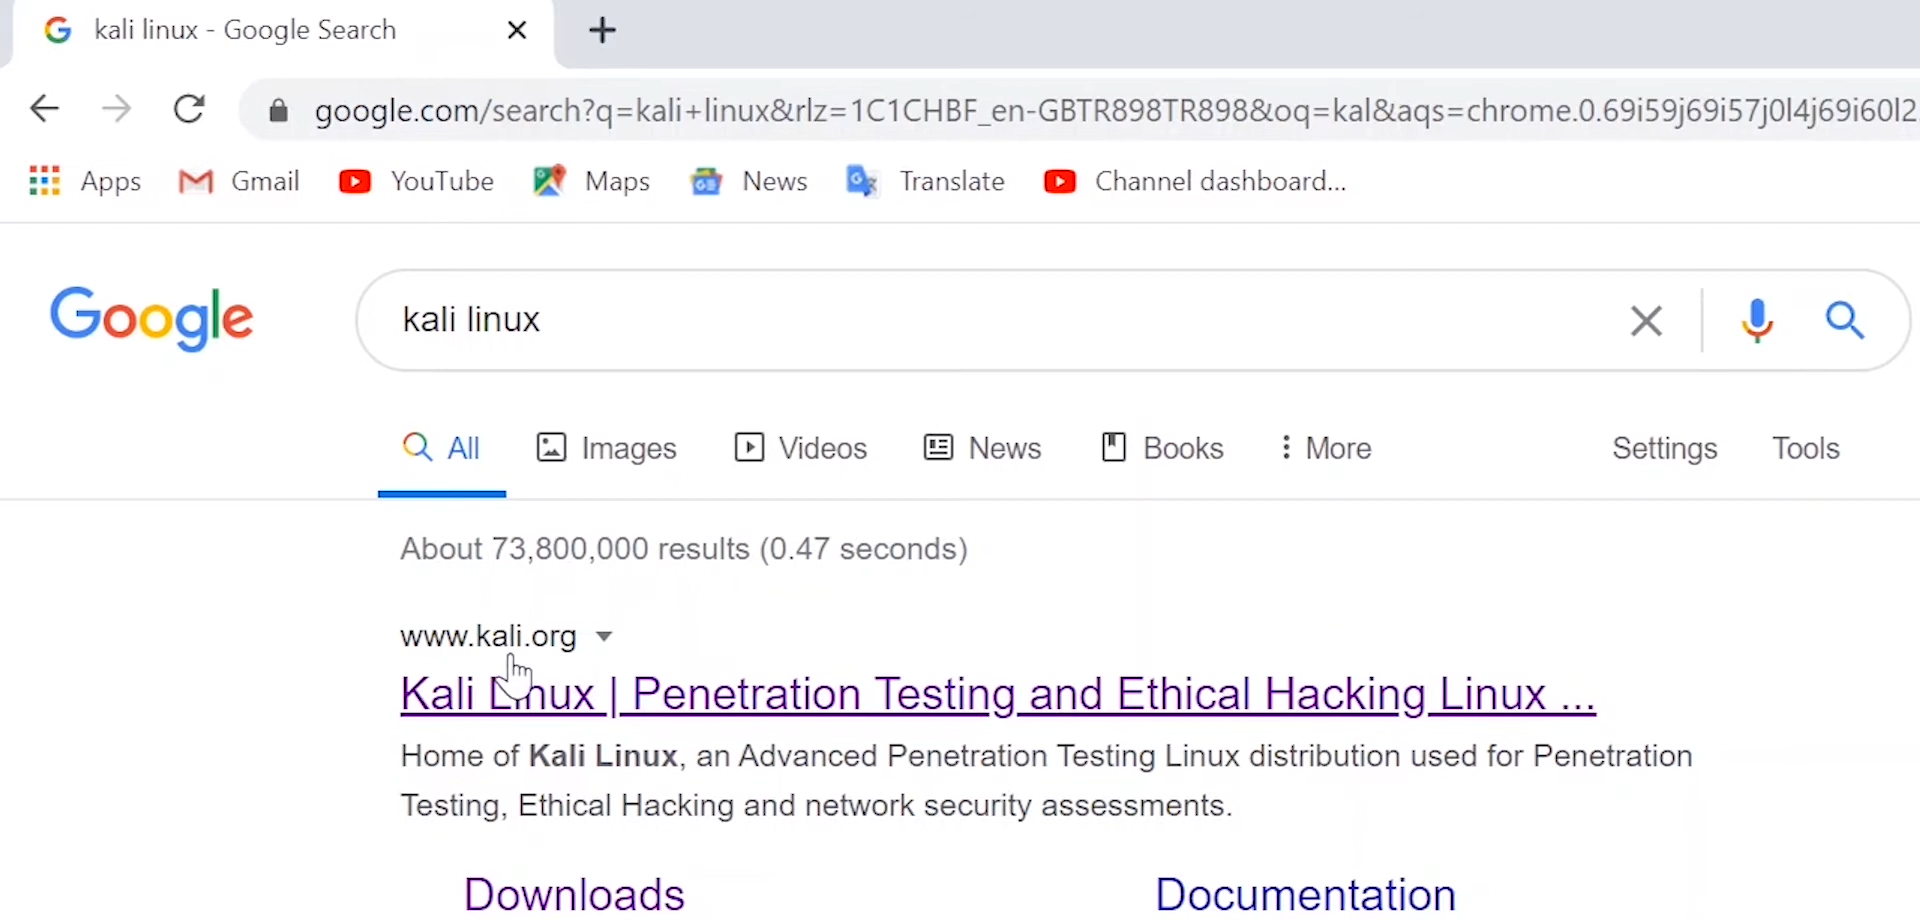 kali linux - Google Search
google.com/search?q=kali+linux&rlz=1C1CHBF_en-GBTR898TR898&oq=kal&aqs=chrome.0.69i59j69i57j0l4j69i60l2
Apps Gmail YouTube Maps News Translate Channel dashboard...
Google kali linux
All Images Videos News Books More Settings Tools
About 73,800,000 results (0.47 seconds)
www.kali.org
Kali Linux | Penetration Testing and Ethical Hacking Linux ...
Home of Kali Linux, an Advanced Penetration Testing Linux distribution used for Penetration
Testing, Ethical Hacking and network security assessments.
Downloads Documentation